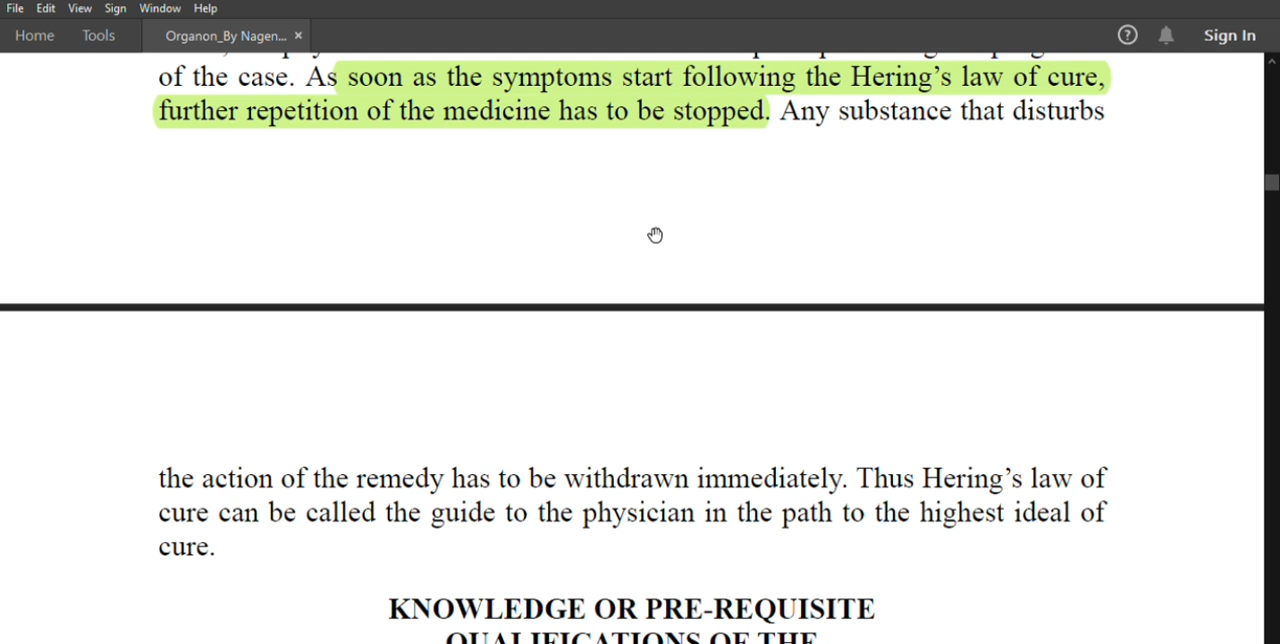 File Edit View Sign Window Help
Home Tools Organon_By Nagen... × ? Sign In
of the case. As soon as the symptoms start following the Hering’s law of cure,
further repetition of the medicine has to be stopped. Any substance that disturbs
the action of the remedy has to be withdrawn immediately. Thus Hering’s law of
cure can be called the guide to the physician in the path to the highest ideal of
cure.
KNOWLEDGE OR PRE-REQUISITE
QUALIFICATIONS OF THE